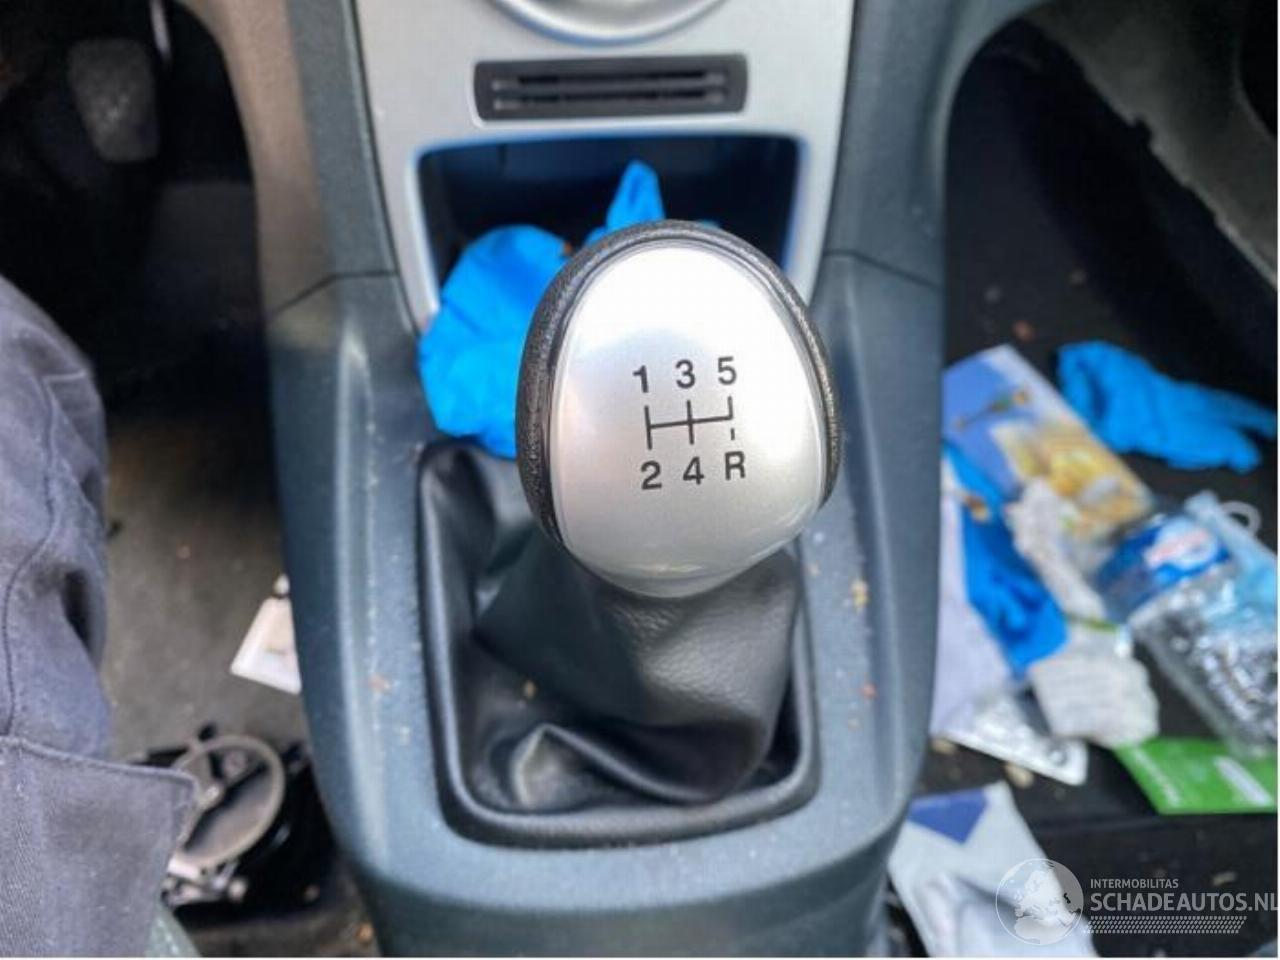 1 3 5
2 4 R
INTERMOBILITAS
SCHADEAUTOS.NL